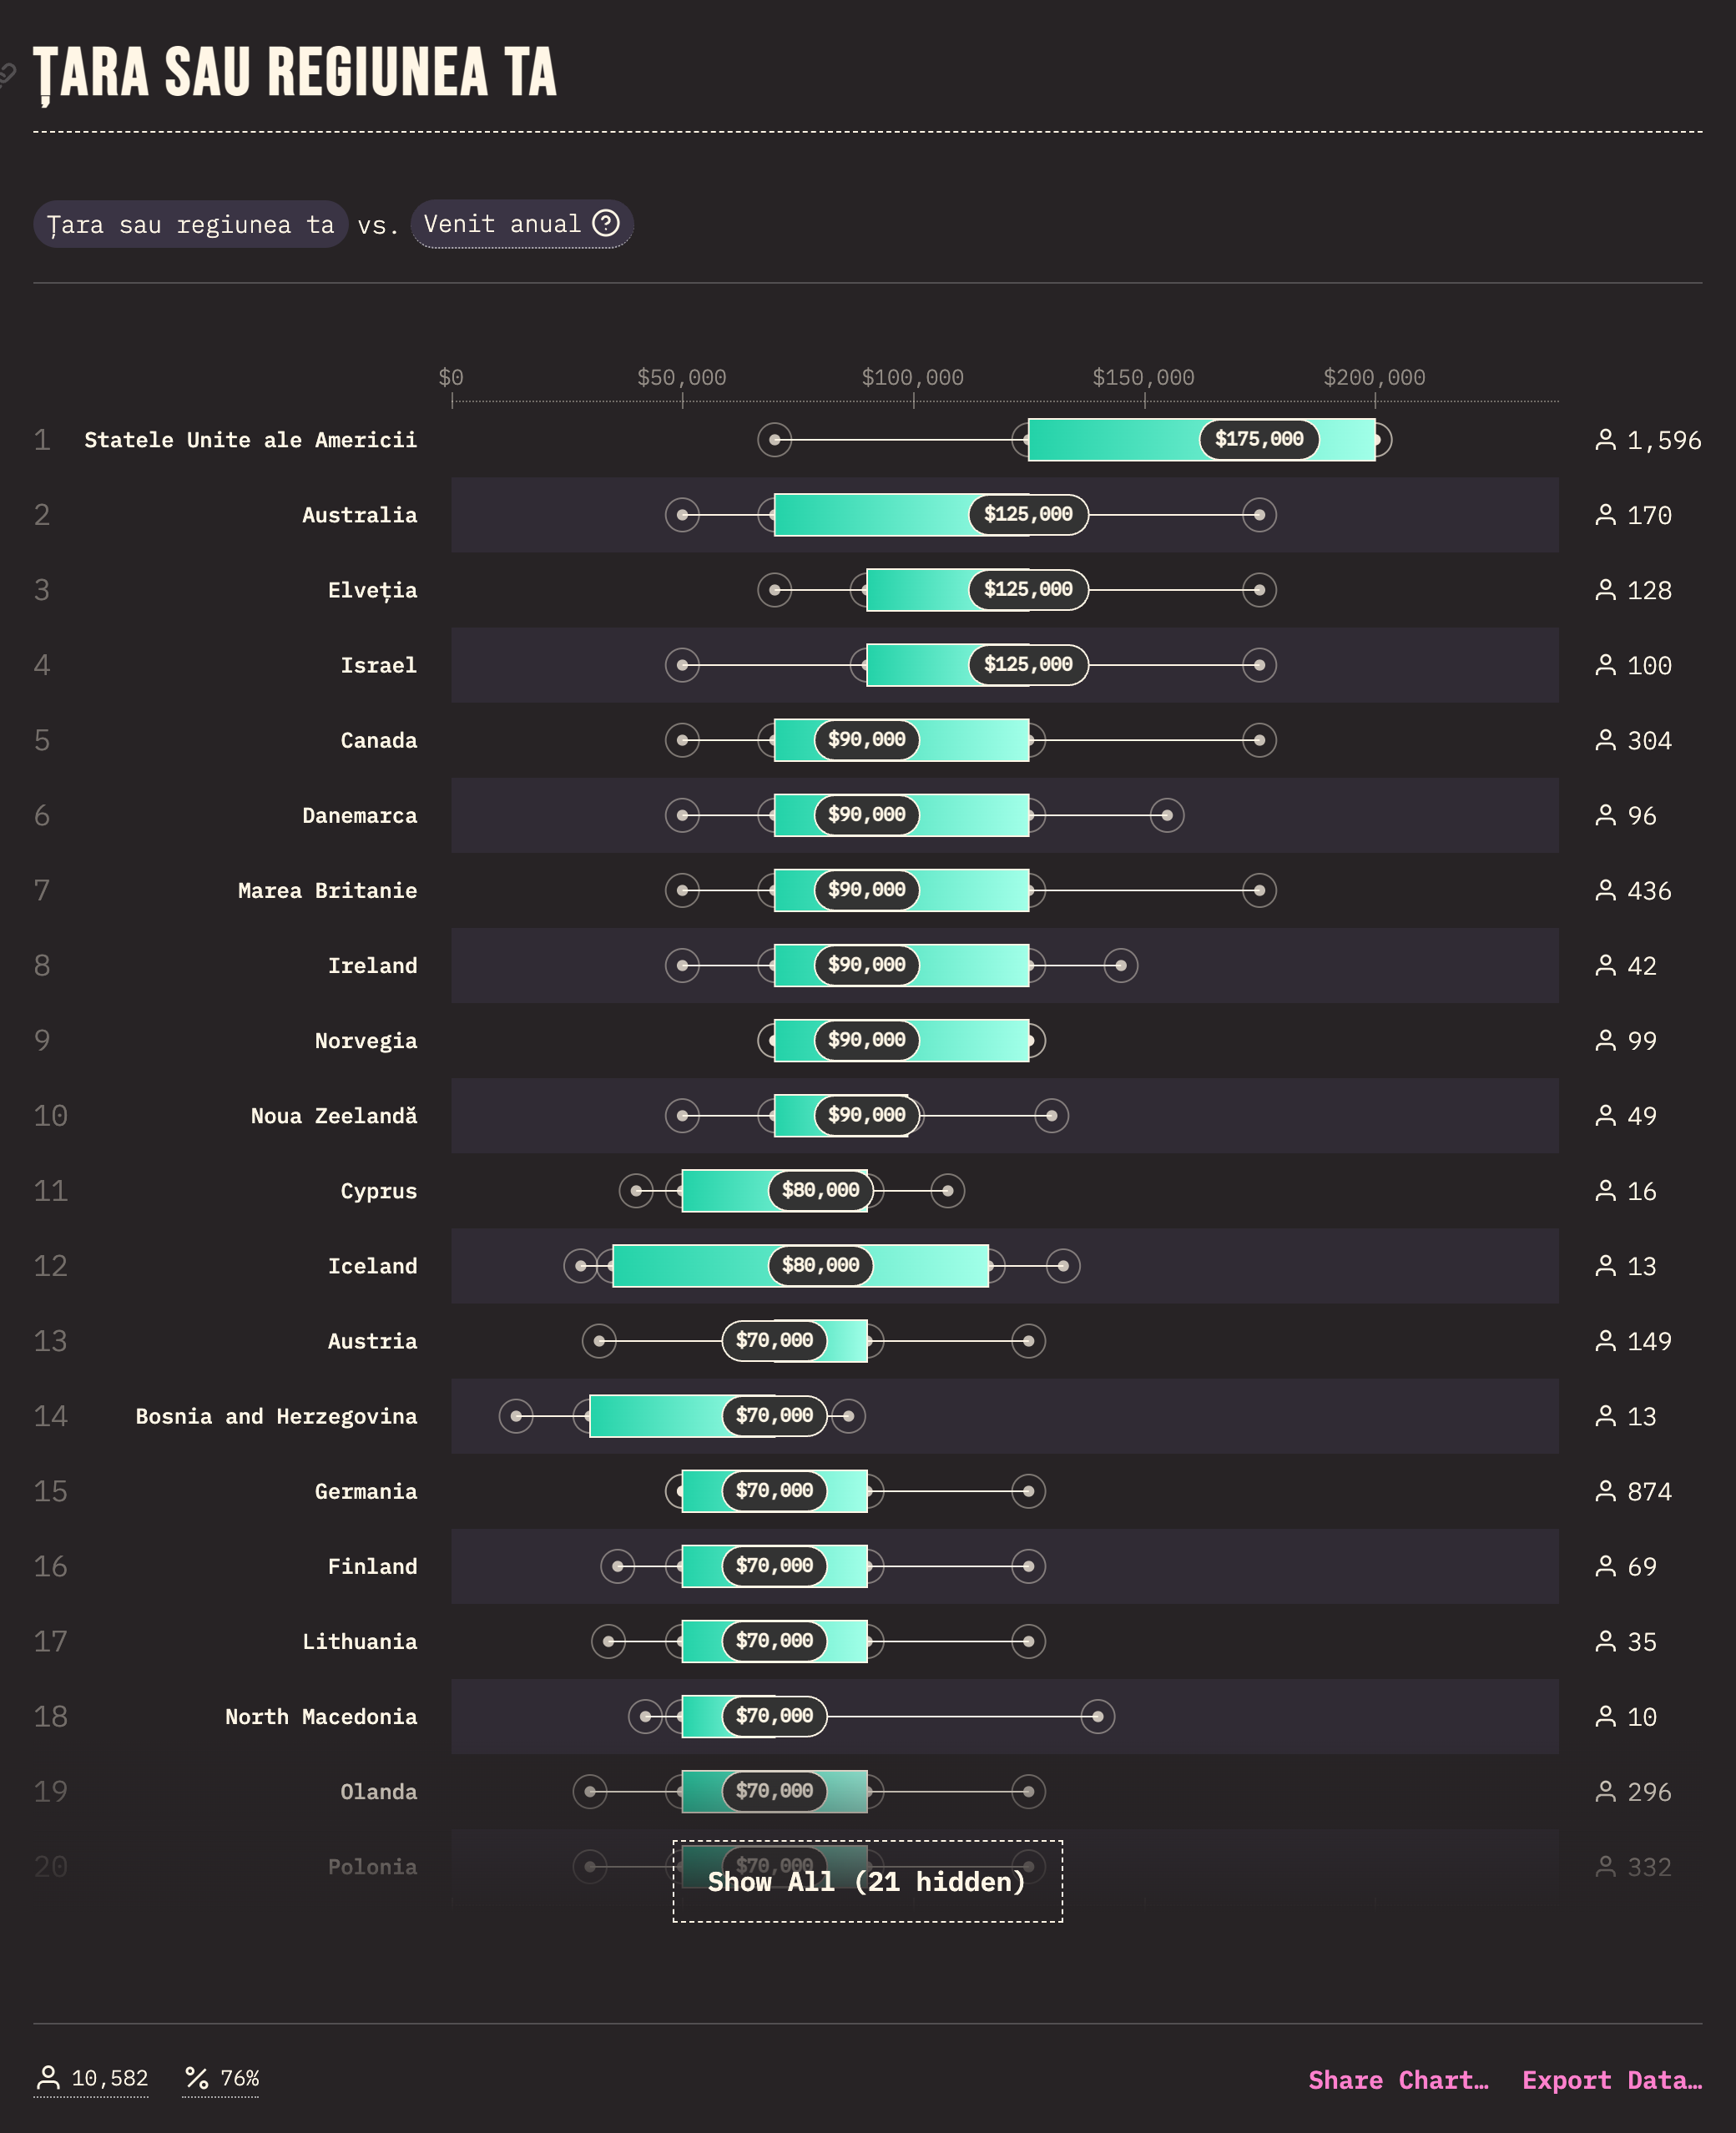 ȚARA SAU REGIUNEA TA
Țara sau regiunea ta vs. Venit anual ?
$0 $50,000 $100,000 $150,000 $200,000
1 Statele Unite ale Americii $175,000 1,596
2 Australia $125,000 170
3 Elveția $125,000 128
4 Israel $125,000 100
5 Canada $90,000 304
6 Danemarca $90,000 96
7 Marea Britanie $90,000 436
8 Ireland $90,000 42
9 Norvegia $90,000 99
10 Noua Zeelandă $90,000 49
11 Cyprus $80,000 16
12 Iceland $80,000 13
13 Austria $70,000 149
14 Bosnia and Herzegovina $70,000 13
15 Germania $70,000 874
16 Finland $70,000 69
17 Lithuania $70,000 35
18 North Macedonia $70,000 10
19 Olanda $70,000 296
20 Polonia $70,000 332
Show All (21 hidden)
10,582 % 76% Share Chart… Export Data…